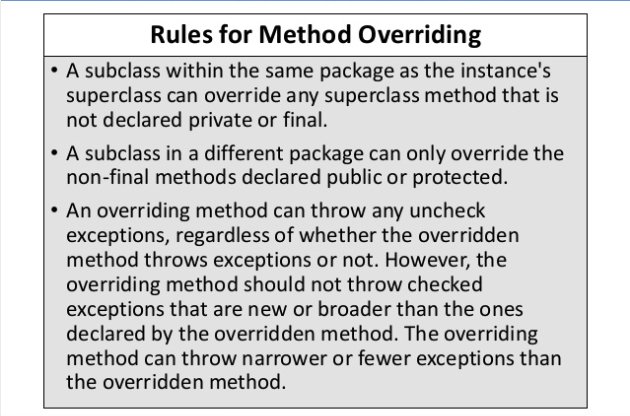 Rules for Method Overriding
• A subclass within the same package as the instance's
superclass can override any superclass method that is
not declared private or final.
• A subclass in a different package can only override the
non-final methods declared public or protected.
• An overriding method can throw any uncheck
exceptions, regardless of whether the overridden
method throws exceptions or not. However, the
overriding method should not throw checked
exceptions that are new or broader than the ones
declared by the overridden method. The overriding
method can throw narrower or fewer exceptions than
the overridden method.